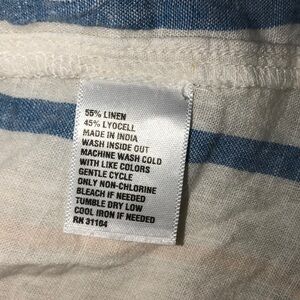 55% LINEN
45% LYOCELL
MADE IN INDIA
WASH INSIDE OUT
MACHINE WASH COLD
WITH LIKE COLORS
GENTLE CYCLE
ONLY NON-CHLORINE
BLEACH IF NEEDED
TUMBLE DRY LOW
COOL IRON IF NEEDED
RN 31164